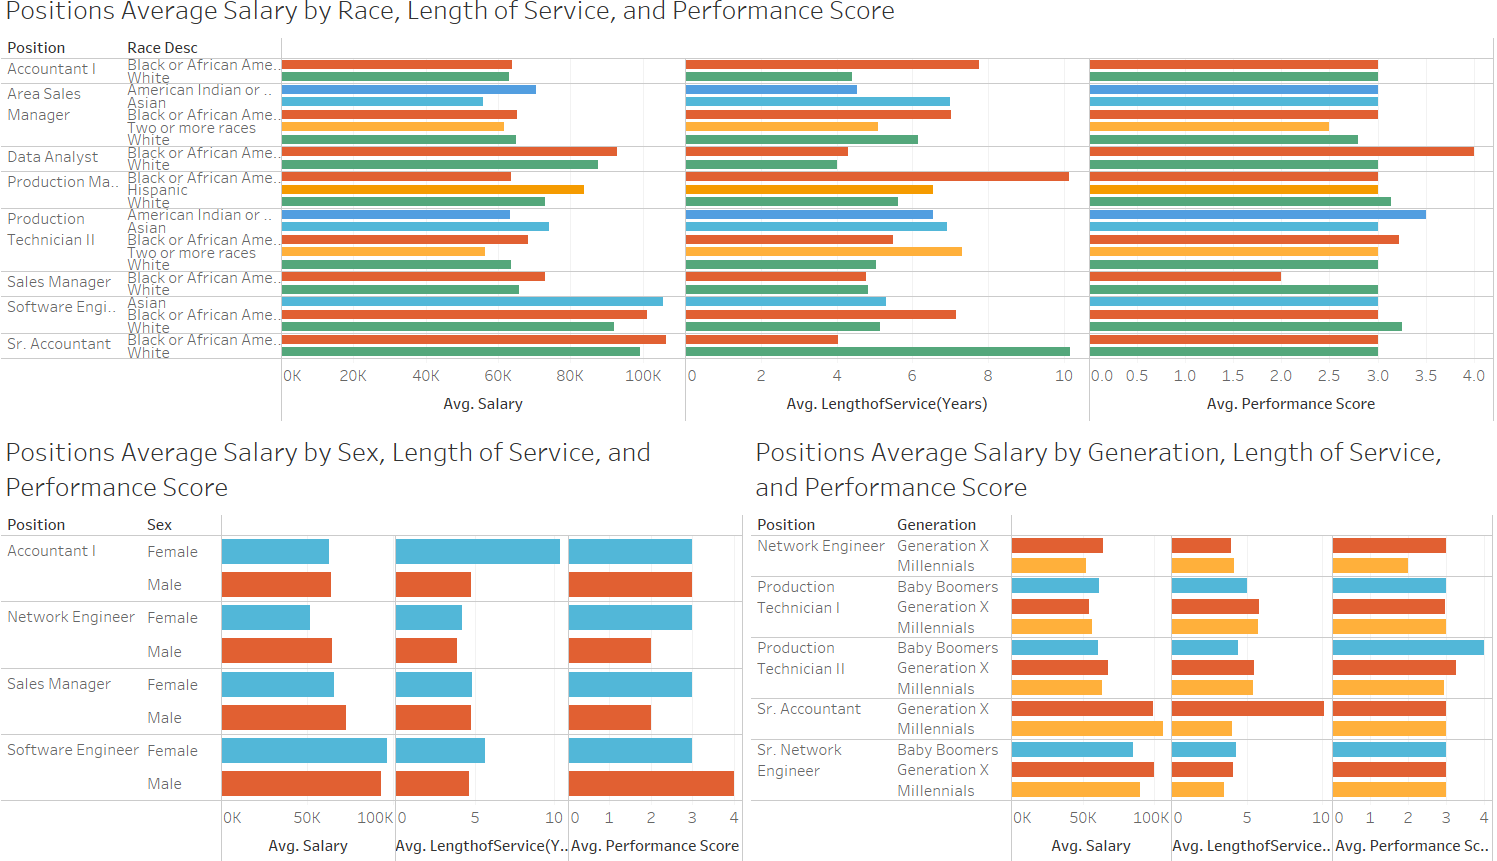 Positions Average Salary by Race, Length of Service, and Performance Score
Position Race Desc
Accountant I Black or African Ame..
White
Area Sales Manager American Indian or ..
Asian
Black or African Ame..
Two or more races
White
Data Analyst Black or African Ame..
White
Production Ma.. Black or African Ame..
Hispanic
White
Production Technician II American Indian or ..
Asian
Black or African Ame..
Two or more races
White
Sales Manager Black or African Ame..
White
Software Engi.. Asian
Black or African Ame..
White
Sr. Accountant Black or African Ame..
White
0K 20K 40K 60K 80K 100K 0 2 4 6 8 10 0.0 0.5 1.0 1.5 2.0 2.5 3.0 3.5 4.0
Avg. Salary Avg. LengthofService(Years) Avg. Performance Score
Positions Average Salary by Sex, Length of Service, and
Performance Score
Position Sex
Accountant I Female
Male
Network Engineer Female
Male
Sales Manager Female
Male
Software Engineer Female
Male
0K 50K 100K 0 5 10 0 1 2 3 4
Avg. Salary Avg. LengthofService(Y.. Avg. Performance Score
Positions Average Salary by Generation, Length of Service,
and Performance Score
Position Generation
Network Engineer Generation X
Millennials
Production Technician I Baby Boomers
Generation X
Millennials
Production Technician II Baby Boomers
Generation X
Millennials
Sr. Accountant Generation X
Millennials
Sr. Network Engineer Baby Boomers
Generation X
Millennials
0K 50K 100K 0 5 10 0 1 2 3 4
Avg. Salary Avg. LengthofService.. Avg. Performance Sc..